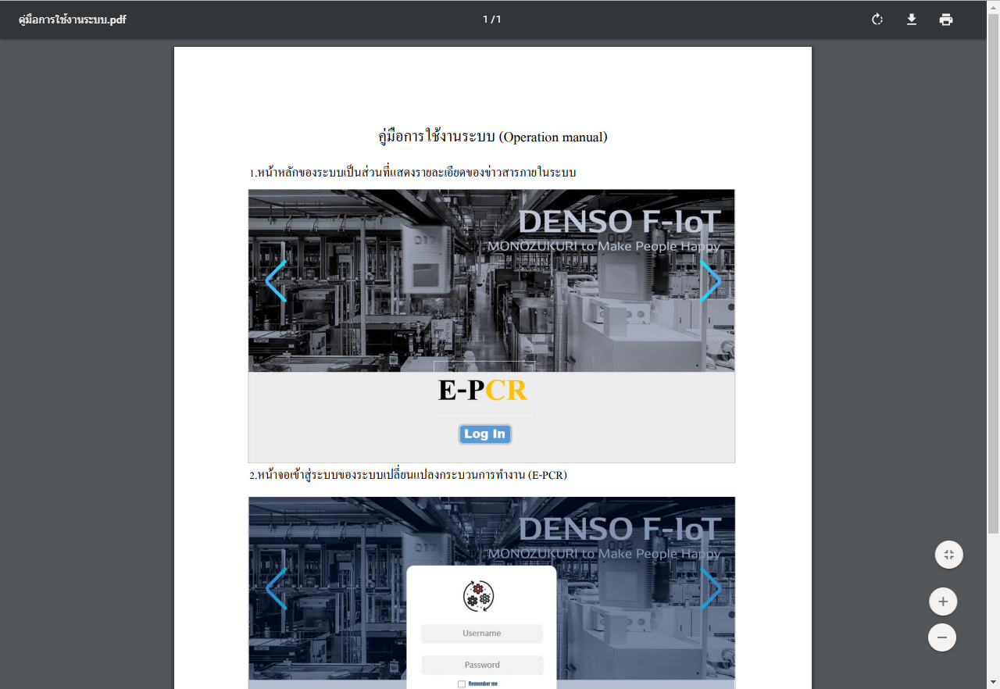 คู่มือการใช้งานระบบ.pdf
1 / 1
คู่มือการใช้งานระบบ (Operation manual)
1.หน้าหลักของระบบเป็นส่วนที่แสดงรายละเอียดของข่าวสารภายในระบบ
DENSO F-IoT
MONOZUKURI to Make People Happy
017
002
E-PCR
Log In
2.หน้าจอเข้าสู่ระบบของระบบเปลี่ยนแปลงกระบวนการทำงาน (E-PCR)
DENSO F-IoT
MONOZUKURI to Make People Happy
017
002
Username
Password
Remember me